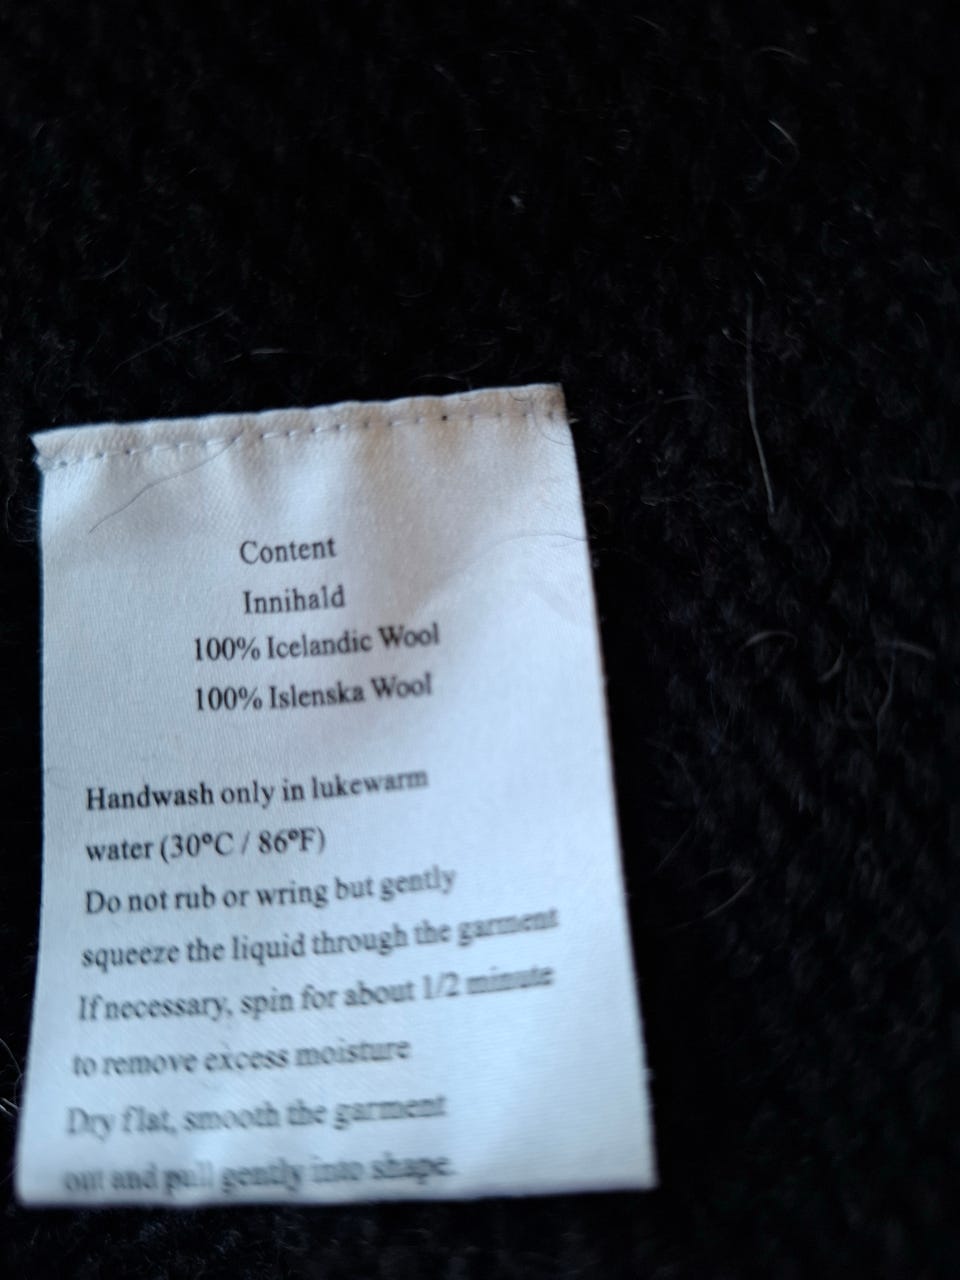 Content
Innihald
100% Icelandic Wool
100% Islenska Wool
Handwash only in lukewarm
water (30°C / 86°F)
Do not rub or wring but gently
squeeze the liquid through the garment
If necessary, spin for about 1/2 minute
to remove excess moisture
Dry flat, smooth the garment
out and pull gently into shape.